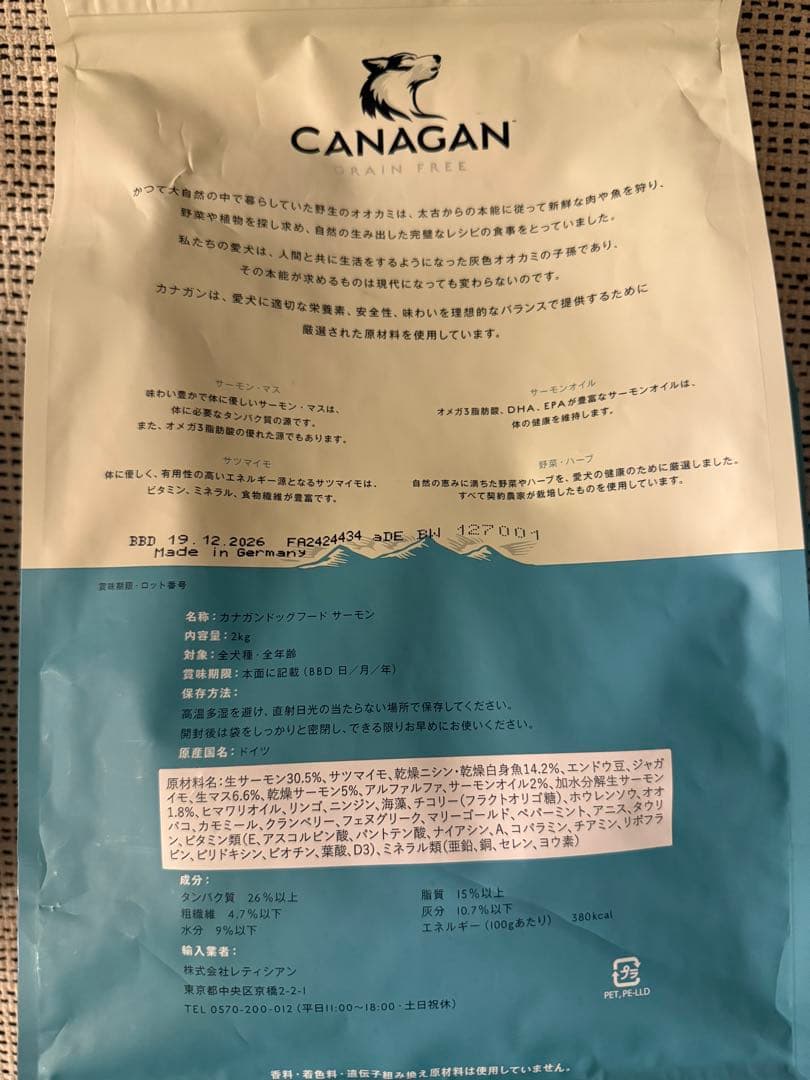 CANAGAN
GRAIN FREE
かつて大自然の中で暮らしていた野生のオオカミは、太古からの本能に従って新鮮な肉や魚を狩り、
野菜や植物を探し求め、自然の生み出した完璧なレシピの食事をとっていました。
私たちの愛犬は、人間と共に生活をするようになった灰色オオカミの子孫であり、
その本能が求めるものは現代になっても変わらないのです。
カナガンは、愛犬に適切な栄養素、安全性、味わいを理想的なバランスで提供するために
厳選された原材料を使用しています。
サーモン・マス
味わい豊かで体に優しいサーモン・マスは、
体に必要なタンパク質の源です。
また、オメガ3脂肪酸の優れた源でもあります。
サーモンオイル
オメガ3脂肪酸、DHA、EPAが豊富なサーモンオイルは、
体の健康を維持します。
サツマイモ
体に優しく、有用性の高いエネルギー源となるサツマイモは、
ビタミン、ミネラル、食物繊維が豊富です。
野菜・ハーブ
自然の恵みに満ちた野菜やハーブを、愛犬の健康のために厳選しました。
すべて契約農家が栽培したものを使用しています。
BBD 19.12.2026 FA2424434 aDE BW 127001
Made in Germany
賞味期限・ロット番号
名称：カナガンドッグフード サーモン
内容量：2kg
対象：全犬種・全年齢
賞味期限：本面に記載（BBD 日／月／年）
保存方法：
高温多湿を避け、直射日光の当たらない場所で保存してください。
開封後は袋をしっかりと密閉し、できる限りお早めにお使いください。
原産国名：ドイツ
原材料名：生サーモン30.5%、サツマイモ、乾燥ニシン・乾燥白身魚14.2%、エンドウ豆、ジャガ
イモ、生マス6.6%、乾燥サーモン5%、アルファルファ、サーモンオイル2%、加水分解生サーモン
1.8%、ヒマワリオイル、リンゴ、ニンジン、海藻、チコリー（フラクトオリゴ糖）、ホウレンソウ、オオ
バコ、カモミール、クランベリー、フェヌグリーク、マリーゴールド、ペパーミント、アニス、タウリ
ン、ビタミン類（E、アスコルビン酸、パントテン酸、ナイアシン、A、コバラミン、チアミン、リボフラ
ビン、ピリドキシン、ビオチン、葉酸、D3）、ミネラル類（亜鉛、銅、セレン、ヨウ素）
成分：
タンパク質 26%以上
粗繊維 4.7%以下
水分 9%以下
脂質 15%以上
灰分 10.7%以下
エネルギー（100gあたり） 380kcal
輸入業者：
株式会社レティシアン
東京都中央区京橋2-2-1
TEL 0570-200-012（平日11:00〜18:00・土日祝休）
プラ
PET, PE-LLD
香料・着色料・遺伝子組み換え原材料は使用していません。